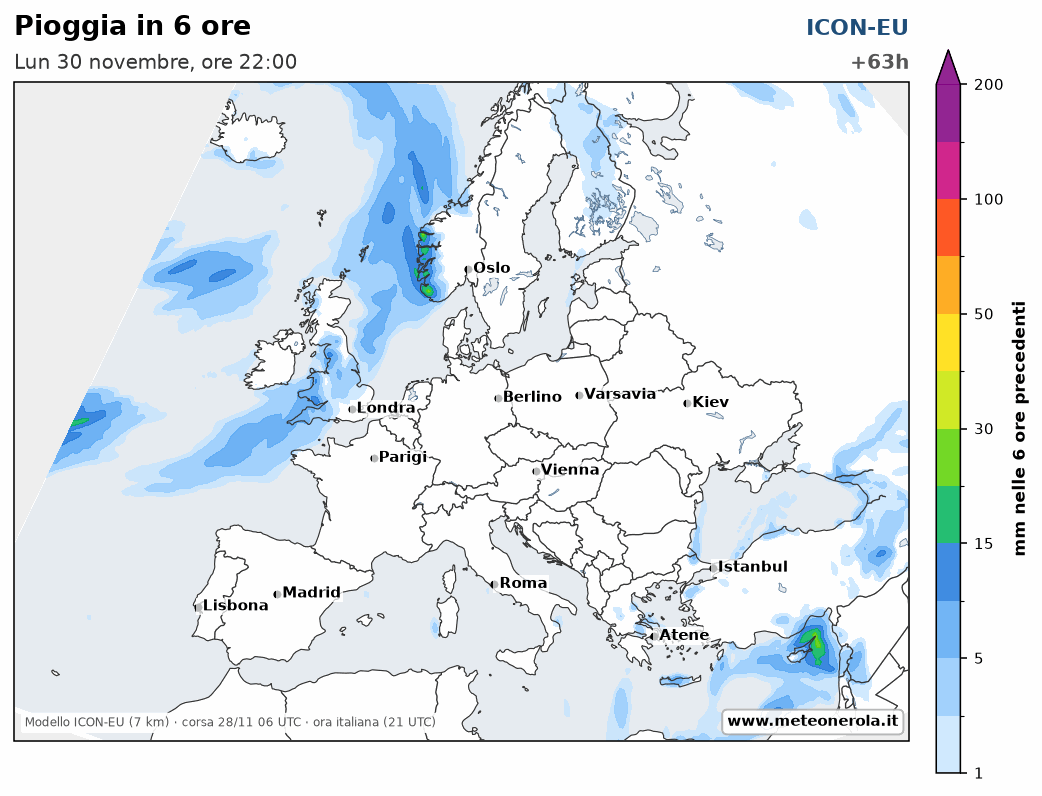 Pioggia in 6 ore
ICON-EU
Lun 30 novembre, ore 22:00
+63h
200
100
50
30
15
5
1
mm nelle 6 ore precedenti
Oslo
Berlino
Varsavia
Kiev
Londra
Parigi
Vienna
Istanbul
Roma
Madrid
Lisbona
Atene
Modello ICON-EU (7 km) · corsa 28/11 06 UTC · ora italiana (21 UTC)
www.meteonerola.it